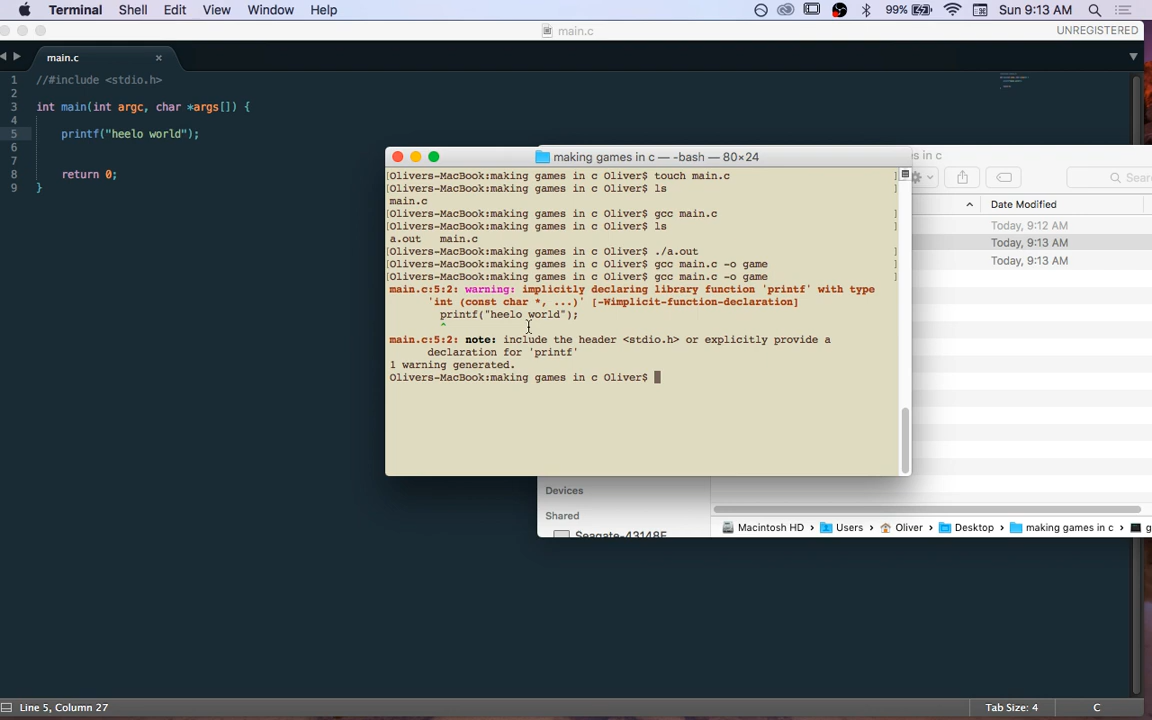 Terminal Shell Edit View Window Help 99% Sun 9:13 AM
main.c UNREGISTERED
main.c ×
1 //#include <stdio.h>
2
3 int main(int argc, char *args[]) {
4
5 printf("heelo world");
6
7
8 return 0;
9 }
making games in c — -bash — 80×24
[Olivers-MacBook:making games in c Oliver$ touch main.c ]
[Olivers-MacBook:making games in c Oliver$ ls ]
main.c
[Olivers-MacBook:making games in c Oliver$ gcc main.c ]
[Olivers-MacBook:making games in c Oliver$ ls ]
a.out main.c
[Olivers-MacBook:making games in c Oliver$ ./a.out ]
[Olivers-MacBook:making games in c Oliver$ gcc main.c -o game ]
[Olivers-MacBook:making games in c Oliver$ gcc main.c -o game ]
main.c:5:2: warning: implicitly declaring library function 'printf' with type
'int (const char *, ...)' [-Wimplicit-function-declaration]
printf("heelo world");
^
main.c:5:2: note: include the header <stdio.h> or explicitly provide a
declaration for 'printf'
1 warning generated.
Olivers-MacBook:making games in c Oliver$
s in c
Sear
Date Modified
Today, 9:12 AM
Today, 9:13 AM
Today, 9:13 AM
Devices
Shared
Seagate-43148F
Macintosh HD › Users › Oliver › Desktop › making games in c › g
Line 5, Column 27 Tab Size: 4 C